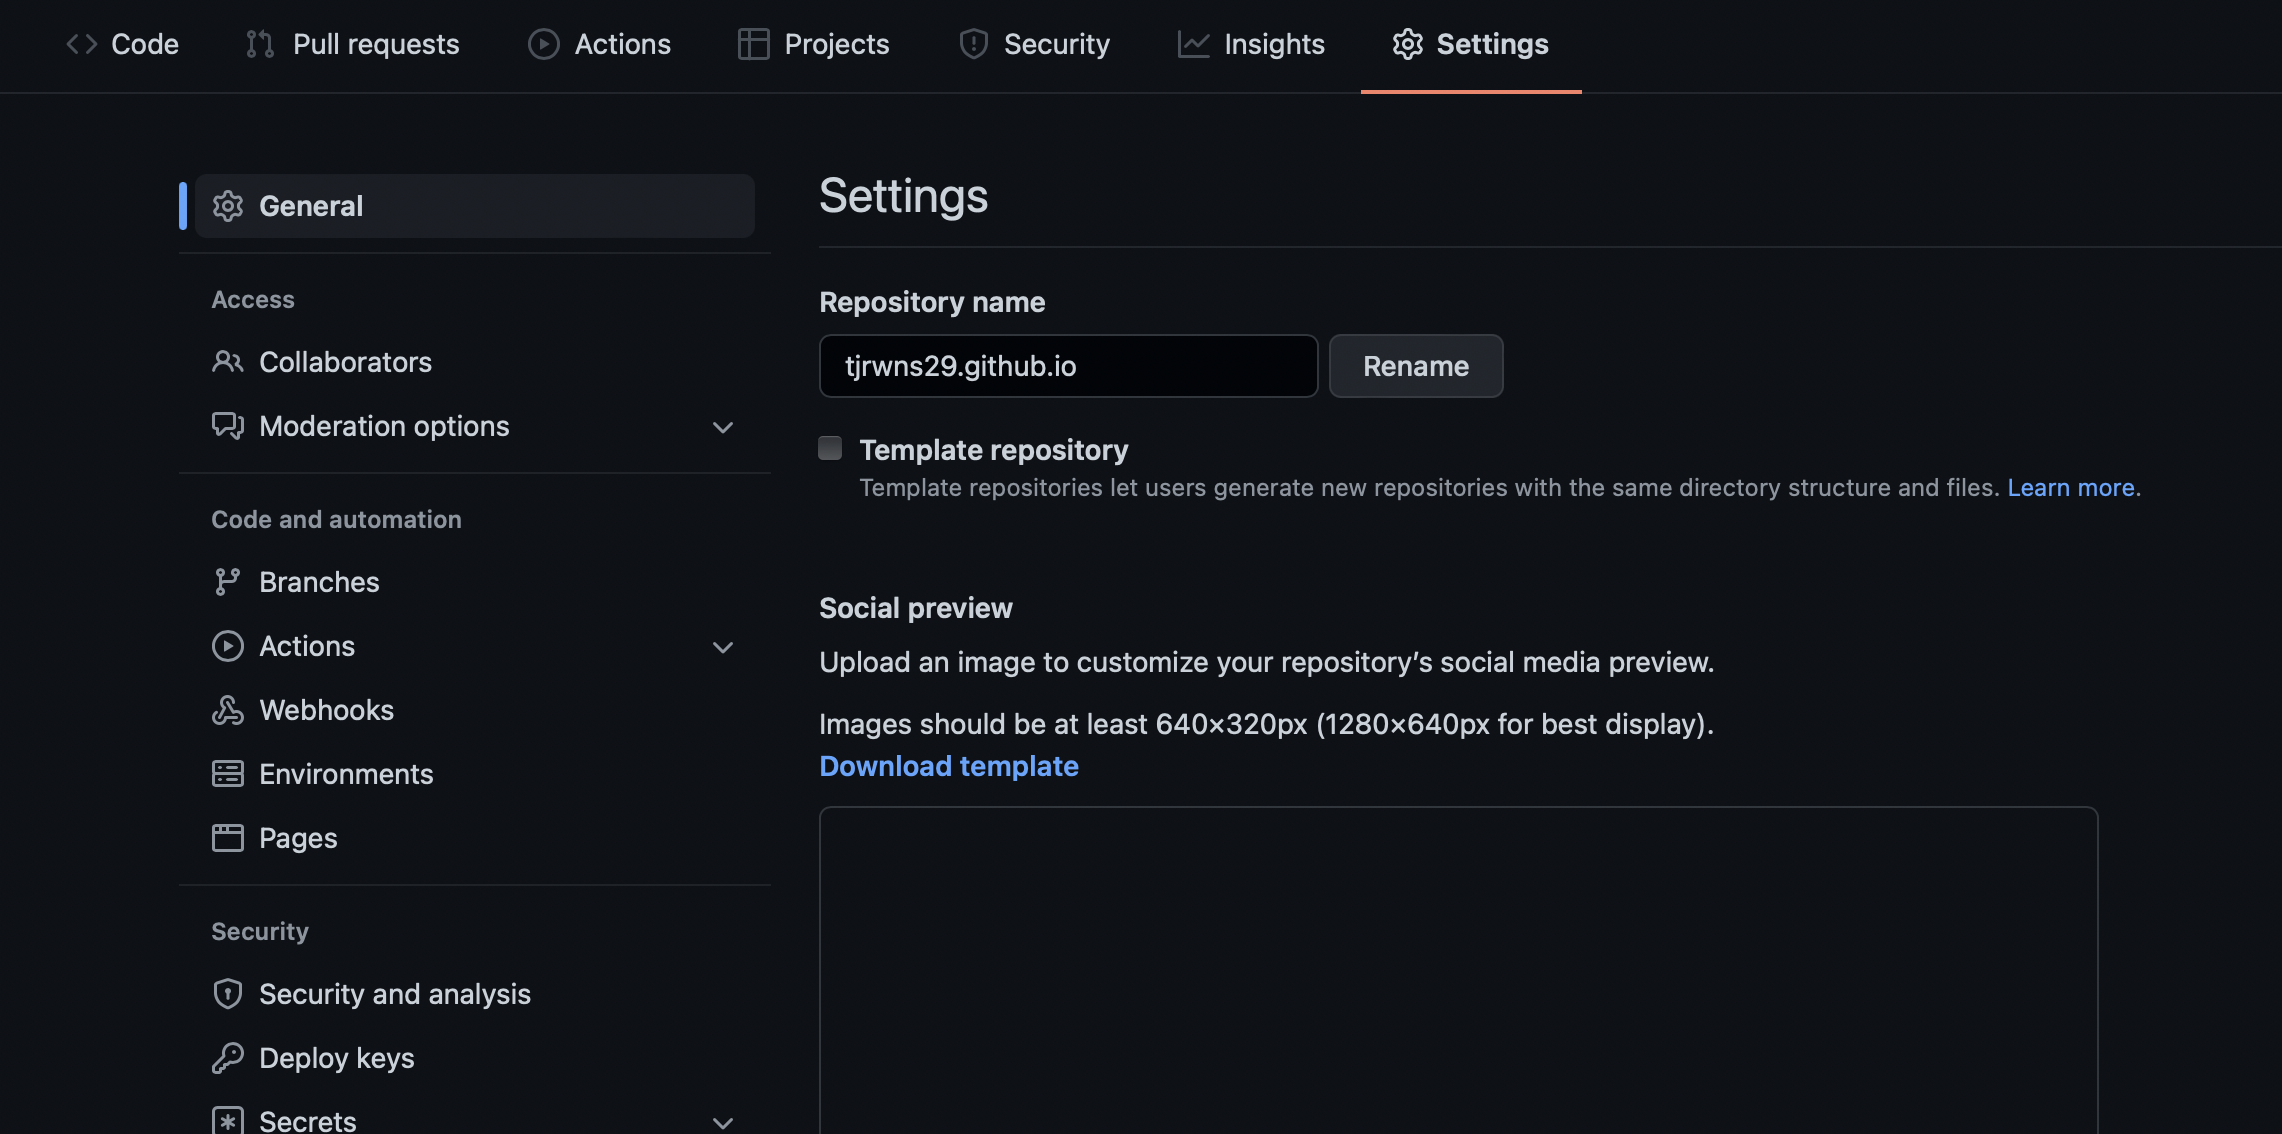 Code
Pull requests
Actions
Projects
Security
Insights
Settings
General
Access
Collaborators
Moderation options
Code and automation
Branches
Actions
Webhooks
Environments
Pages
Security
Security and analysis
Deploy keys
Secrets
Settings
Repository name
tjrwns29.github.io
Rename
Template repository
Template repositories let users generate new repositories with the same directory structure and files. Learn more.
Social preview
Upload an image to customize your repository’s social media preview.
Images should be at least 640×320px (1280×640px for best display).
Download template